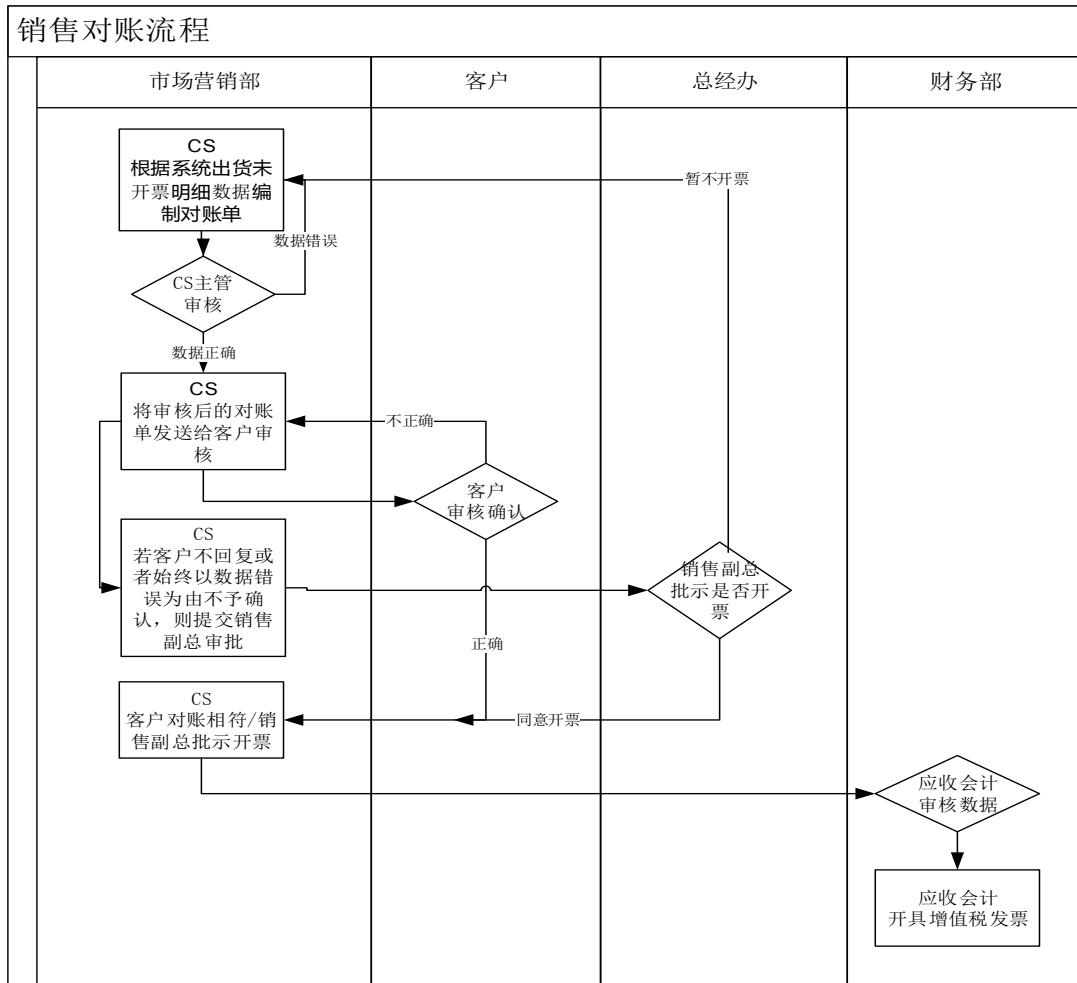 销售对账流程
市场营销部
客户
总经办
财务部
CS
根据系统出货未
开票明细数据编
制对账单
暂不开票
数据错误
CS主管
审核
数据正确
CS
将审核后的对账
单发送给客户审
核
不正确
客户
审核确认
CS
若客户不回复或
者始终以数据错
误为由不予确
认，则提交销售
副总审批
销售副总
批示是否开
票
正确
CS
客户对账相符/销
售副总批示开票
同意开票
应收会计
审核数据
应收会计
开具增值税发票